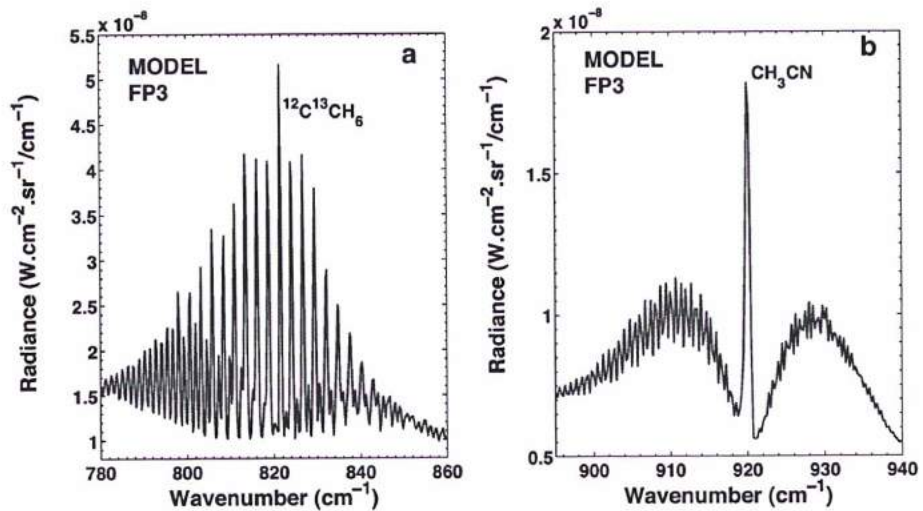 × 10⁻⁸
5.5
5
4.5
4
3.5
3
2.5
2
1.5
1
Radiance (W.cm⁻².sr⁻¹/cm⁻¹)
MODEL
FP3
a
¹²C¹³CH₆
780 800 820 840 860
Wavenumber (cm⁻¹)
× 10⁻⁸
2
1.5
1
0.5
Radiance (W.cm⁻².sr⁻¹/cm⁻¹)
MODEL
FP3
b
CH₃CN
900 910 920 930 940
Wavenumber (cm⁻¹)